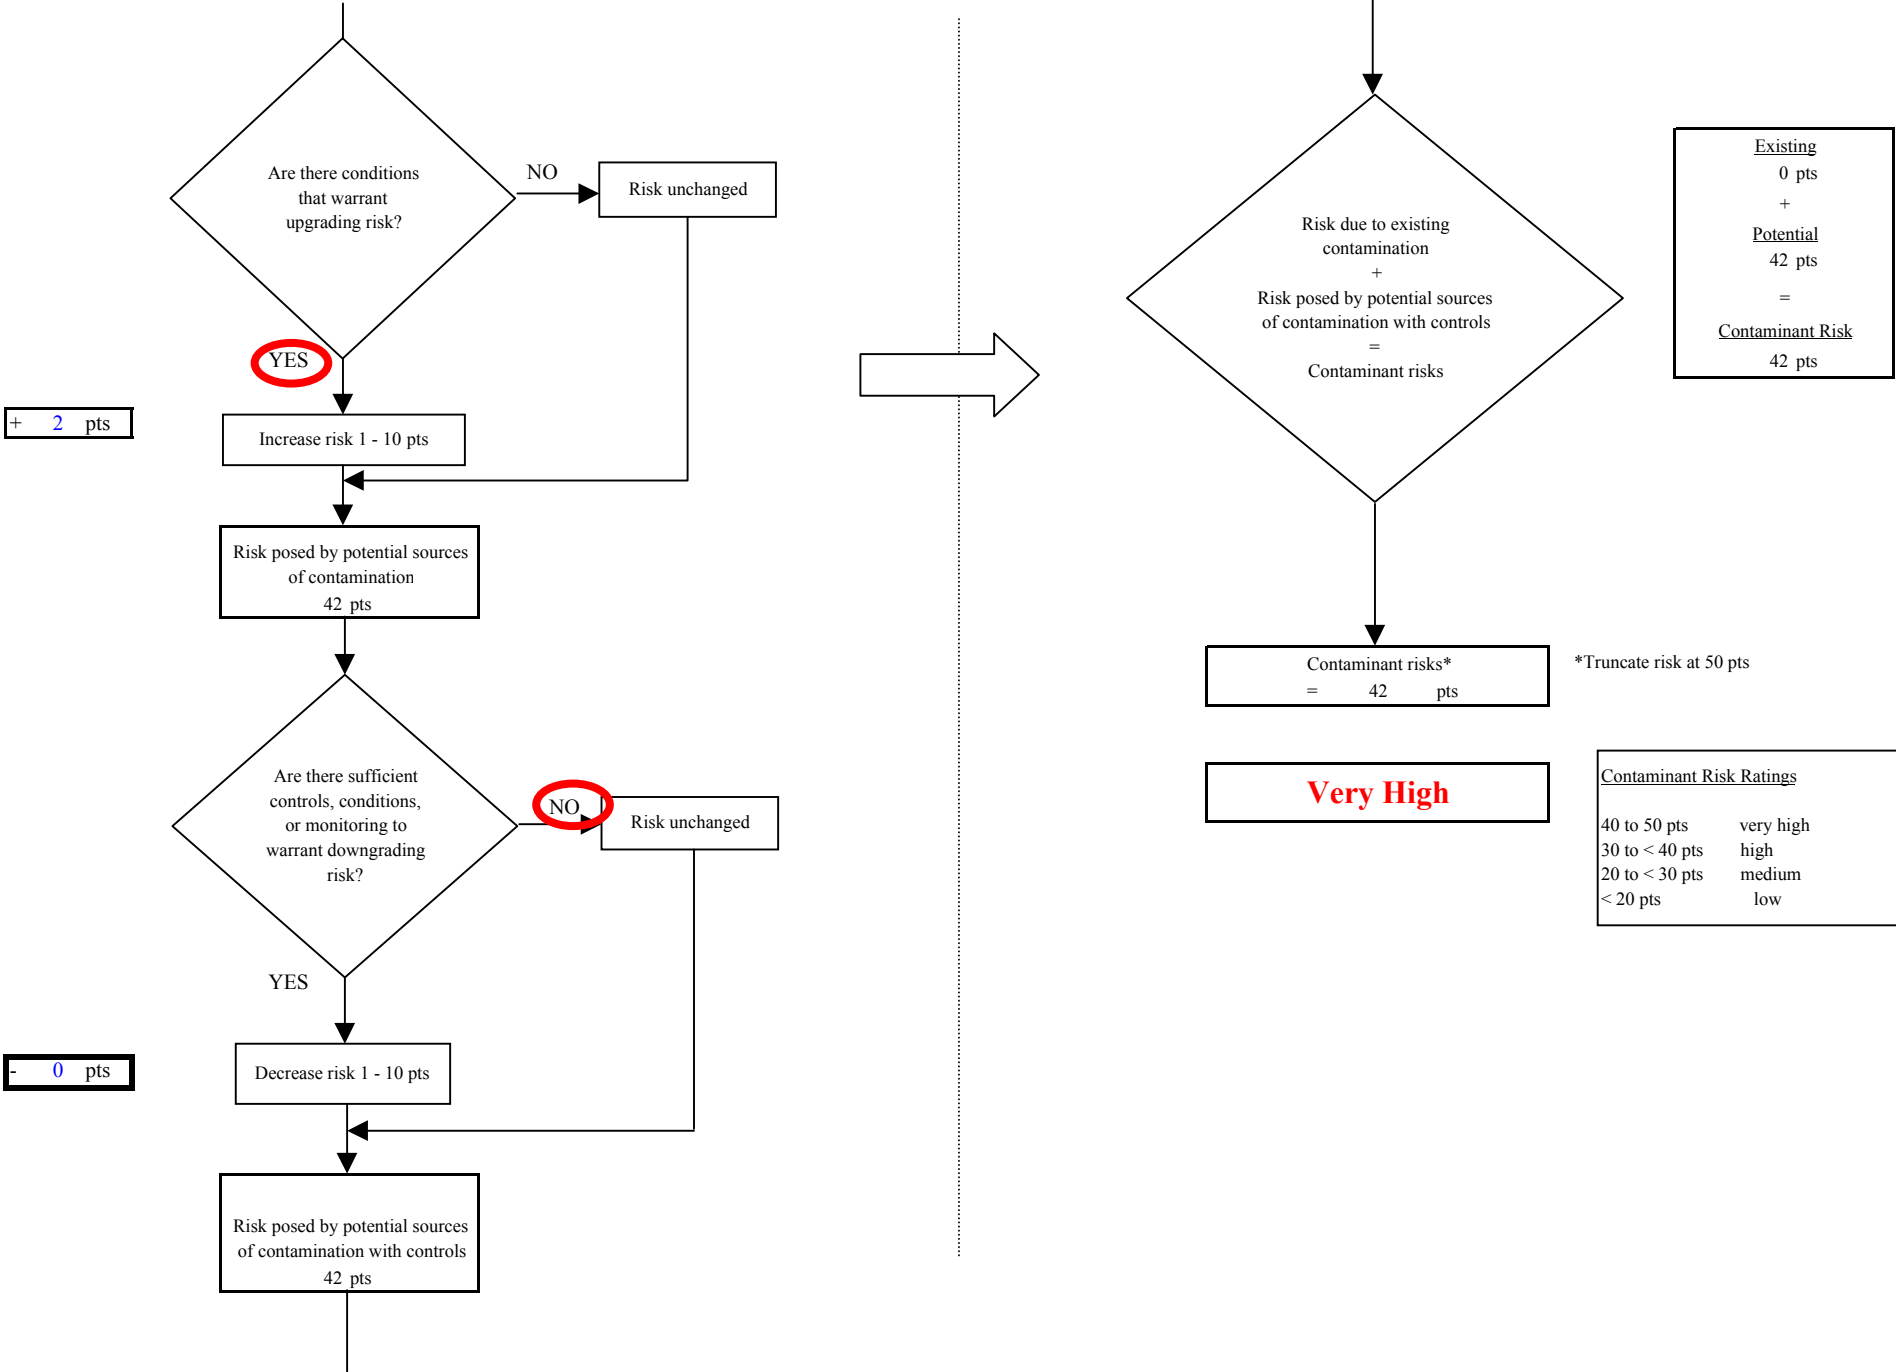 Are there conditions
that warrant
upgrading risk?
NO
Risk unchanged
YES
+ 2 pts
Increase risk 1 - 10 pts
Risk posed by potential sources
of contamination
42 pts
Are there sufficient
controls, conditions,
or monitoring to
warrant downgrading
risk?
NO
Risk unchanged
YES
- 0 pts
Decrease risk 1 - 10 pts
Risk posed by potential sources
of contamination with controls
42 pts
Risk due to existing
contamination
+
Risk posed by potential sources
of contamination with controls
=
Contaminant risks
Existing
0 pts
+
Potential
42 pts
=
Contaminant Risk
42 pts
Contaminant risks*
= 42 pts
*Truncate risk at 50 pts
Very High
Contaminant Risk Ratings
40 to 50 pts very high
30 to < 40 pts high
20 to < 30 pts medium
< 20 pts low